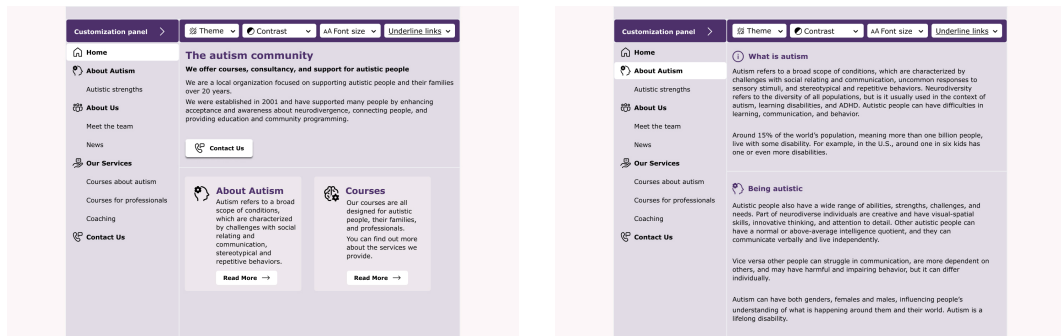 Customization panel
Theme
Contrast
AA Font size
Underline links
Home
About Autism
Autistic strengths
About Us
Meet the team
News
Our Services
Courses about autism
Courses for professionals
Coaching
Contact Us
The autism community
We offer courses, consultancy, and support for autistic people
We are a local organization focused on supporting autistic people and their families
over 20 years.
We were established in 2001 and have supported many people by enhancing
acceptance and awareness about neurodivergence, connecting people, and
providing education and community programming.
Contact Us
About Autism
Autism refers to a broad
scope of conditions,
which are characterized
by challenges with social
relating and
communication,
stereotypical and
repetitive behaviors.
Read More →
Courses
Our courses are all
designed for autistic
people, their families,
and professionals.
You can find out more
about the services we
provide.
Read More →
Customization panel
Theme
Contrast
AA Font size
Underline links
Home
About Autism
Autistic strengths
About Us
Meet the team
News
Our Services
Courses about autism
Courses for professionals
Coaching
Contact Us
What is autism
Autism refers to a broad scope of conditions, which are characterized by
challenges with social relating and communication, uncommon responses to
sensory stimuli, and stereotypical and repetitive behaviors. Neurodiversity
refers to the diversity of all populations, but is it usually used in the context of
autism, learning disabilities, and ADHD. Autistic people can have difficulties in
learning, communication, and behavior.
Around 15% of the world's population, meaning more than one billion people,
live with some disability. For example, in the U.S., around one in six kids has
one or even more disabilities.
Being autistic
Autistic people also have a wide range of abilities, strengths, challenges, and
needs. Part of neurodiverse individuals are creative and have visual-spatial
skills, innovative thinking, and attention to detail. Other autistic people can
have a normal or above-average intelligence quotient, and they can
communicate verbally and live independently.
Vice versa other people can struggle in communication, are more dependent on
others, and may have harmful and impairing behavior, but it can differ
individually.
Autism can have both genders, females and males, influencing people's
understanding of what is happening around them and their world. Autism is a
lifelong disability.